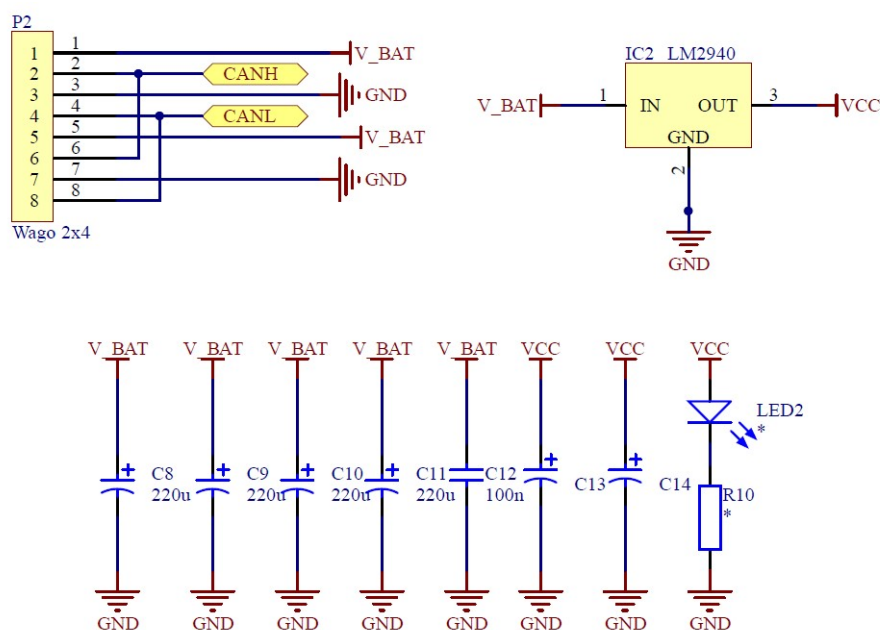 P2
1 1 V_BAT
2 2 CANH
3 3 GND
4 4 CANL
5 5 V_BAT
6 6
7 7 GND
8 8
Wago 2x4
IC2 LM2940
V_BAT 1 IN OUT 3 VCC
GND
2
GND
V_BAT V_BAT V_BAT V_BAT V_BAT VCC VCC VCC
LED2
*
C8 C9 C10 C11 C12 C13 C14 R10
220u 220u 220u 220u 100n *
GND GND GND GND GND GND GND GND